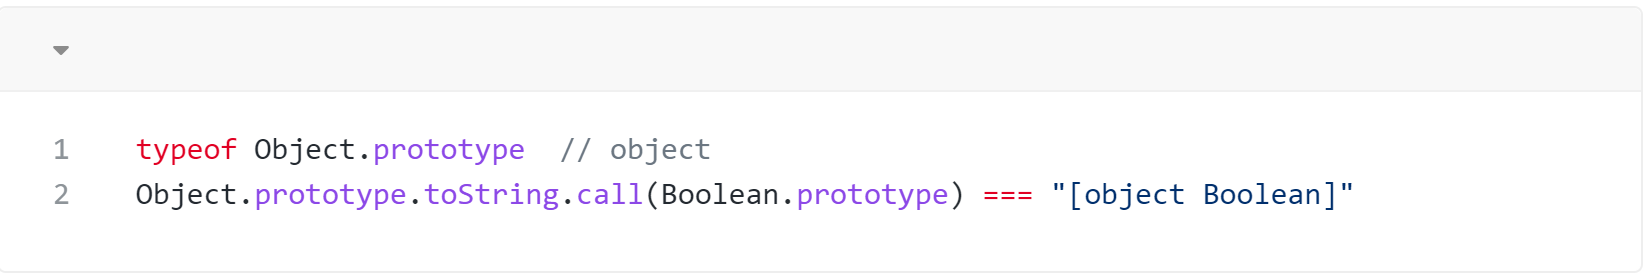 1 typeof Object.prototype  // object
2 Object.prototype.toString.call(Boolean.prototype) === "[object Boolean]"